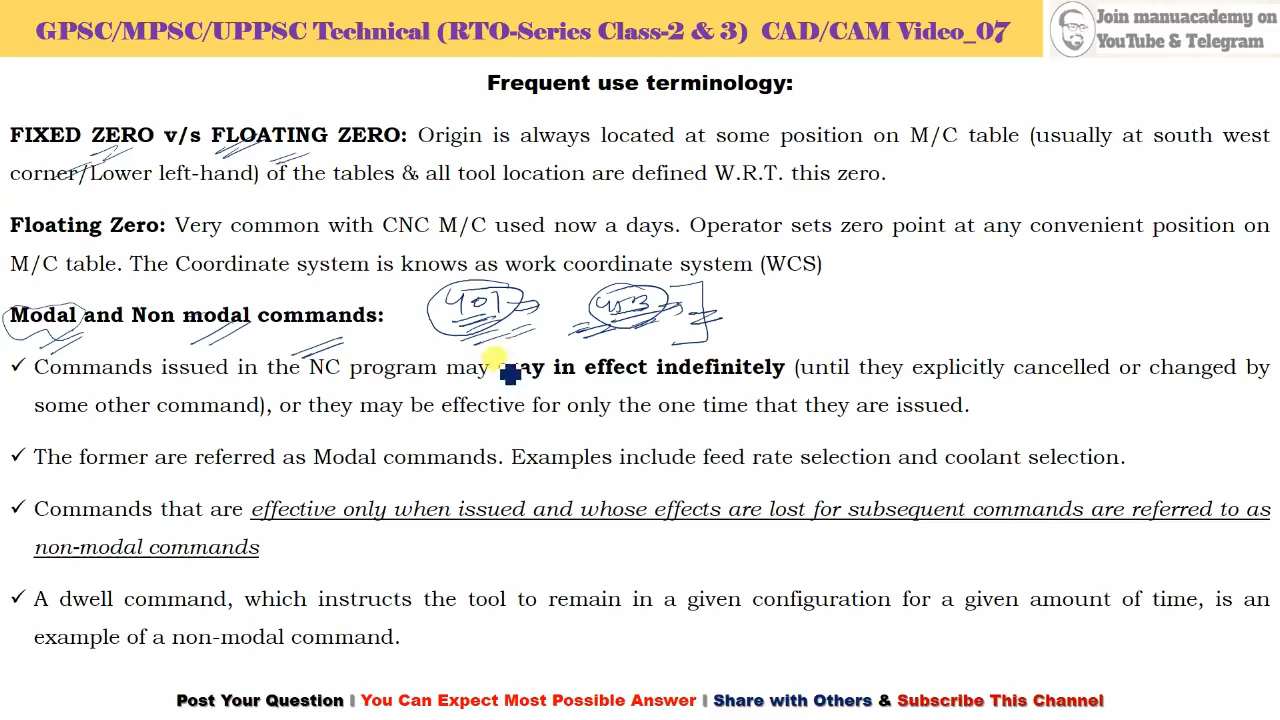 GPSC/MPSC/UPPSC Technical (RTO-Series Class-2 & 3) CAD/CAM Video_07
Join manuacademy on
YouTube & Telegram
Frequent use terminology:
FIXED ZERO v/s FLOATING ZERO: Origin is always located at some position on M/C table (usually at south west
corner/Lower left-hand) of the tables & all tool location are defined W.R.T. this zero.
Floating Zero: Very common with CNC M/C used now a days. Operator sets zero point at any convenient position on
M/C table. The Coordinate system is knows as work coordinate system (WCS)
Modal and Non modal commands:
Commands issued in the NC program may ay in effect indefinitely (until they explicitly cancelled or changed by
some other command), or they may be effective for only the one time that they are issued.
The former are referred as Modal commands. Examples include feed rate selection and coolant selection.
Commands that are effective only when issued and whose effects are lost for subsequent commands are referred to as
non-modal commands
A dwell command, which instructs the tool to remain in a given configuration for a given amount of time, is an
example of a non-modal command.
Post Your Question | You Can Expect Most Possible Answer | Share with Others & Subscribe This Channel